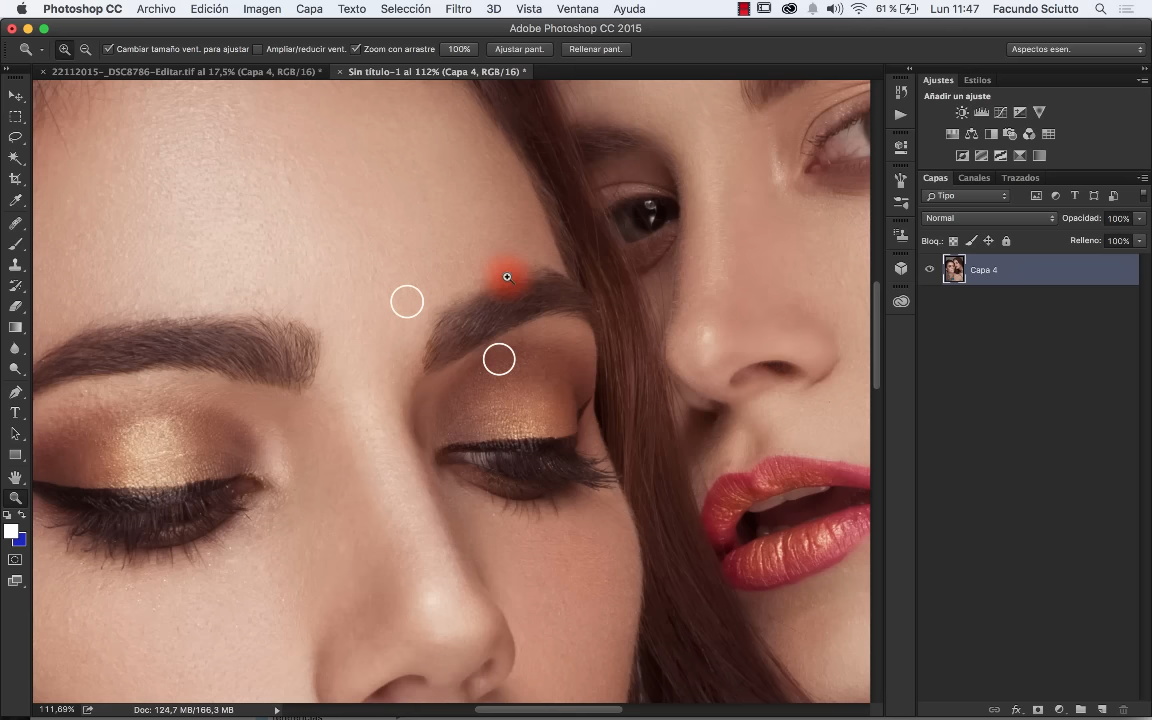 Photoshop CC Archivo Edición Imagen Capa Texto Selección Filtro 3D Vista Ventana Ayuda 61 % Lun 11:47 Facundo Sciutto
Adobe Photoshop CC 2015
Cambiar tamaño vent. para ajustar Ampliar/reducir vent. Zoom con arrastre 100% Ajustar pant. Rellenar pant. Aspectos esen.
× 22112015-_DSC8786-Editar.tif al 17,5% (Capa 4, RGB/16) * × Sin título-1 al 112% (Capa 4, RGB/16) *
Ajustes Estilos
Añadir un ajuste
Capas Canales Trazados
Tipo
Normal Opacidad: 100%
Bloq.: Relleno: 100%
Capa 4
111,69% Doc: 124,7 MB/166,3 MB